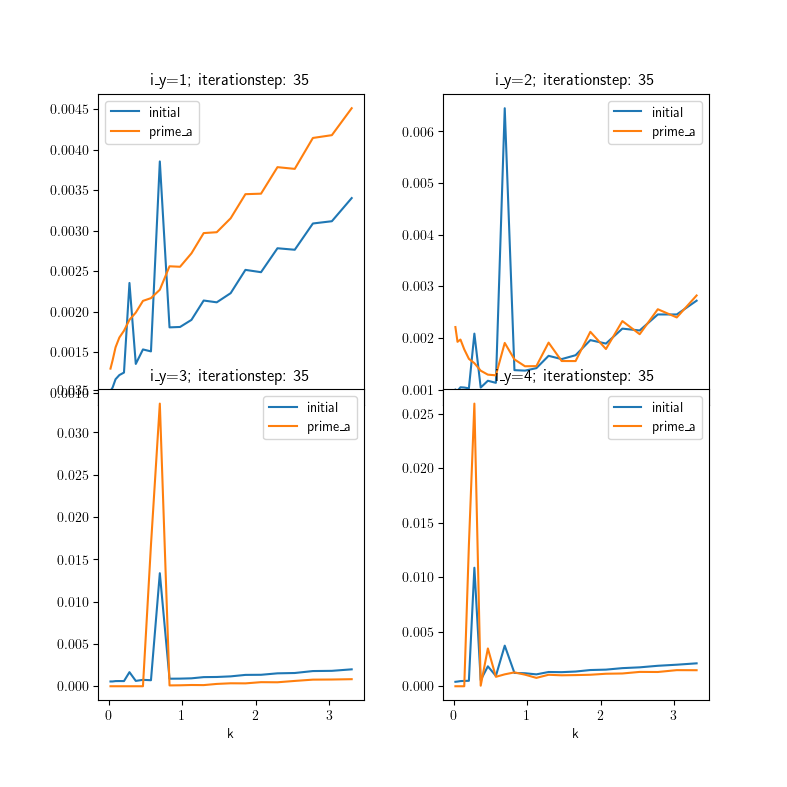 i_y=1; iterationstep: 35
i_y=2; iterationstep: 35
initial
prime_a
0.0045
0.0040
0.0035
0.0030
0.0025
0.0020
0.0015
initial
prime_a
0.006
0.005
0.004
0.003
0.002
0.001
i_y=3; iterationstep: 35
i_y=4; iterationstep: 35
initial
prime_a
0.030
0.025
0.020
0.015
0.010
0.005
0.000
0 1 2 3
k
initial
prime_a
0.025
0.020
0.015
0.010
0.005
0.000
0 1 2 3
k